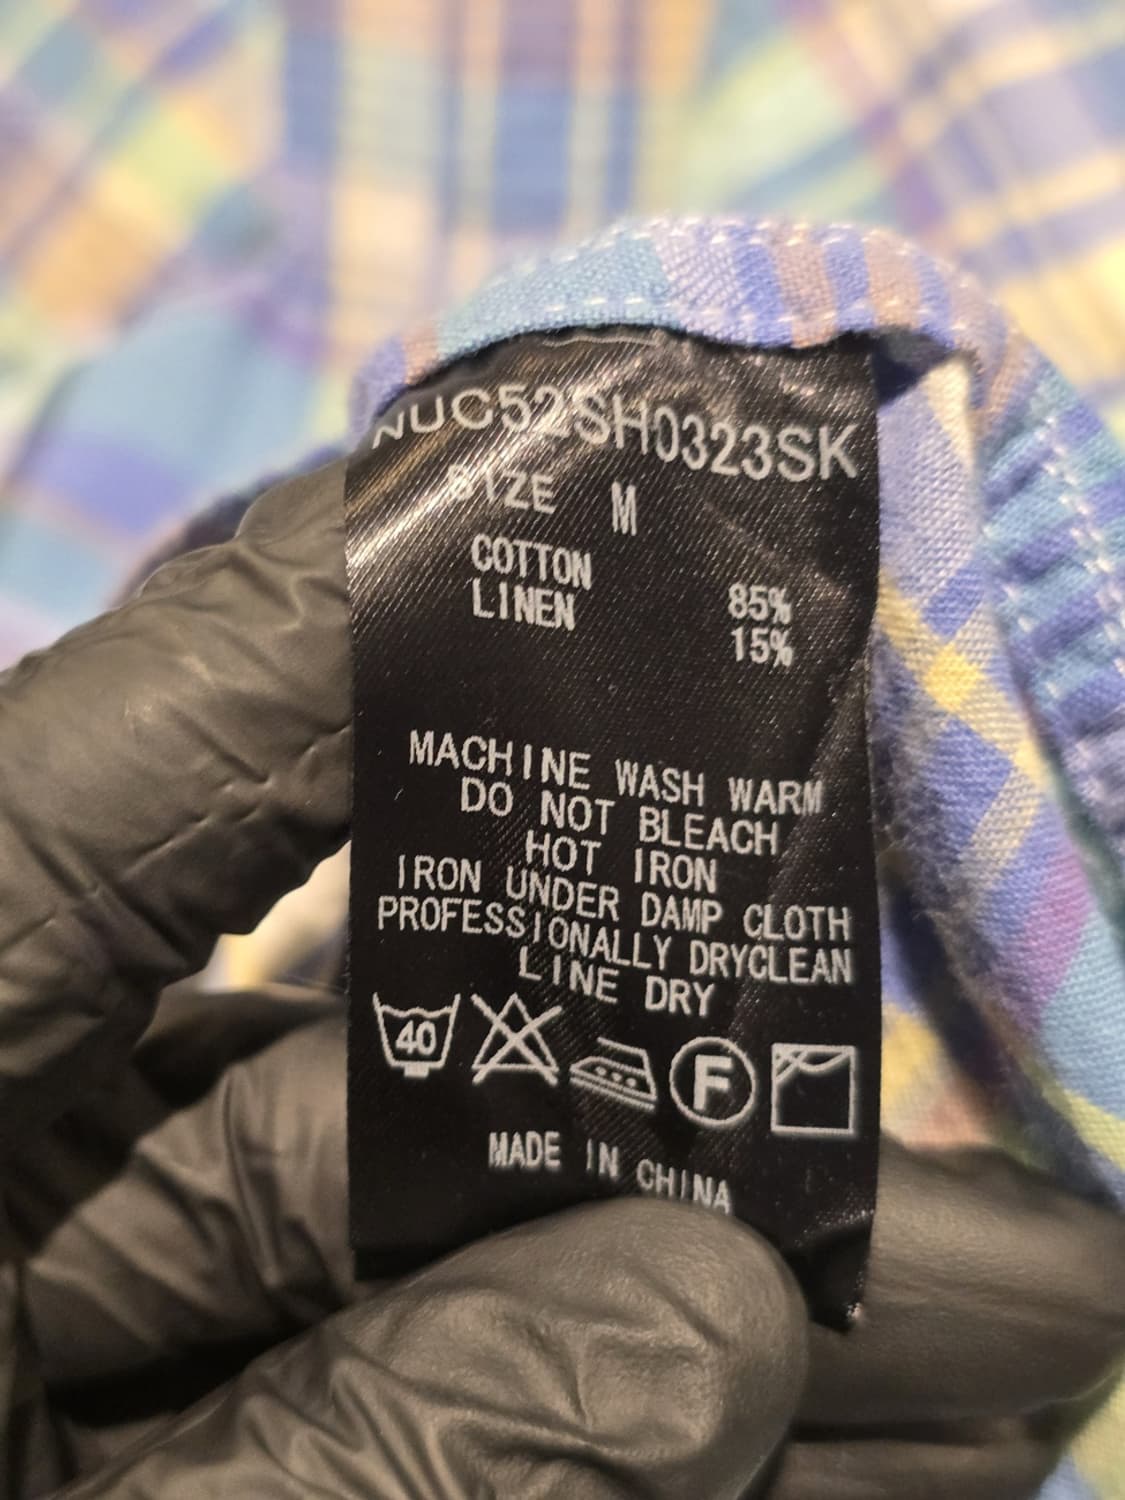 NUC52SH0323SK
SIZE M
COTTON 85%
LINEN 15%
MACHINE WASH WARM
DO NOT BLEACH
HOT IRON
IRON UNDER DAMP CLOTH
PROFESSIONALLY DRYCLEAN
LINE DRY
40 F
MADE IN CHINA